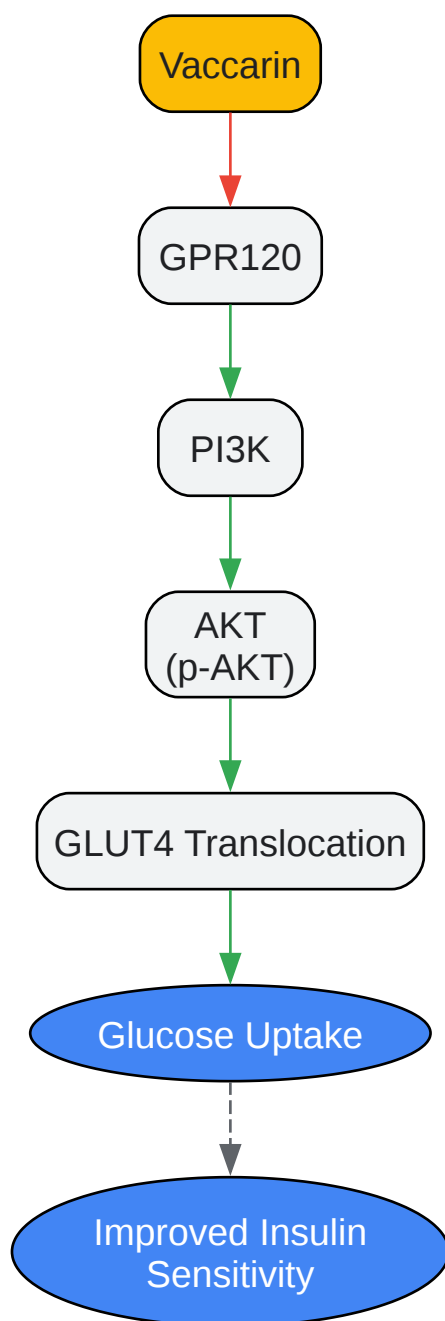 Vaccarin
GPR120
PI3K
AKT
(p-AKT)
GLUT4 Translocation
Glucose Uptake
Improved Insulin
Sensitivity